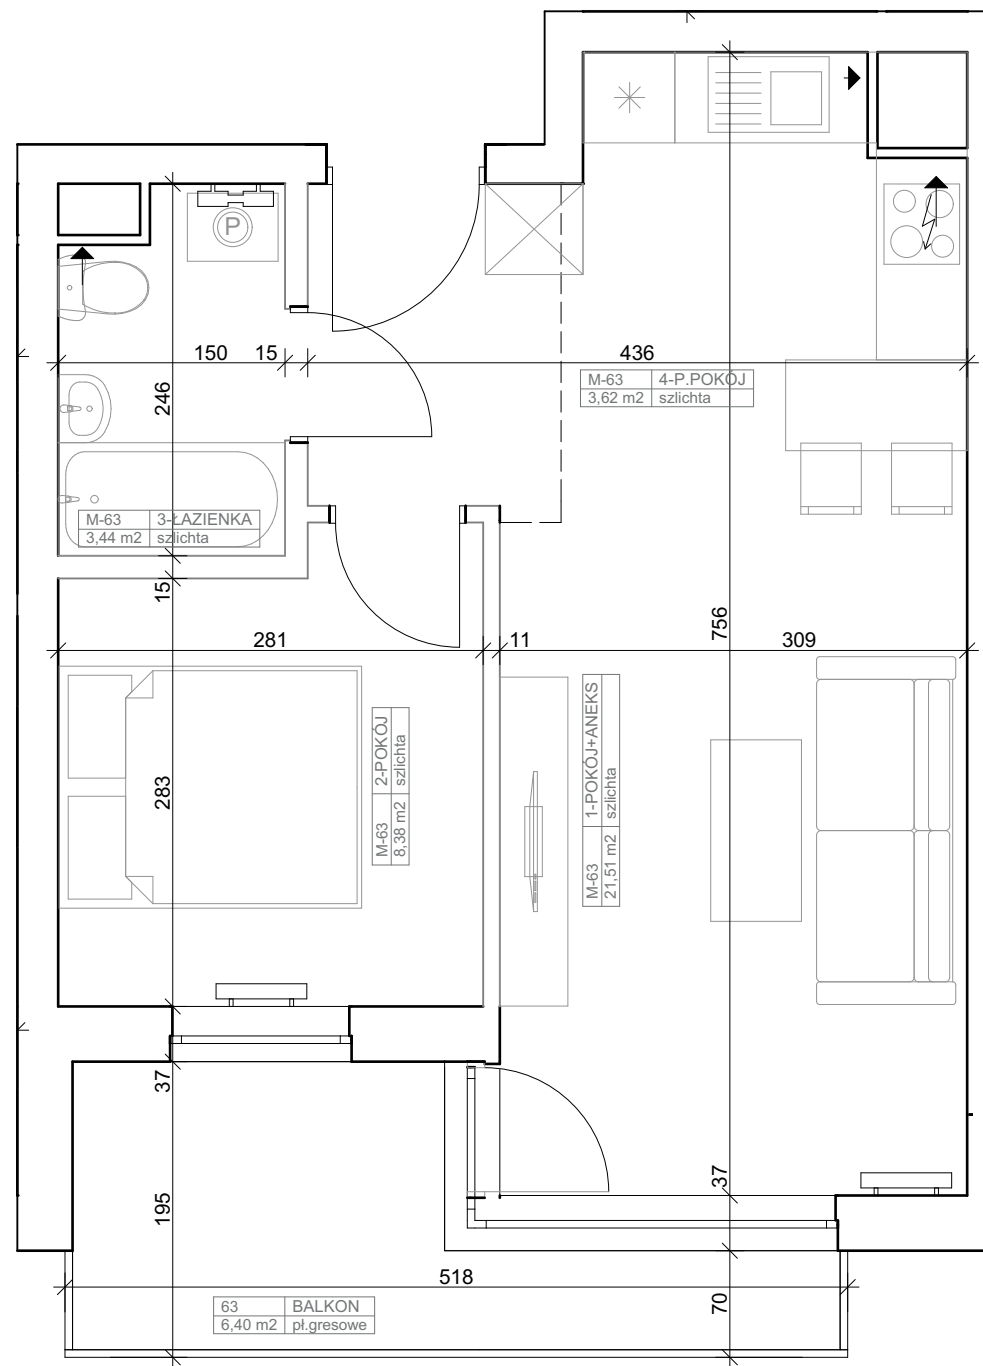 P
150
15
436
246
M-63 4-P.POKÓJ
3,62 m2 szlichta
M-63 3-ŁAZIENKA
3,44 m2 szlichta
15
281
11
756
309
M-63 2-POKÓJ
8,38 m2 szlichta
M-63 1-POKÓJ+ANEKS
21,51 m2 szlichta
283
37
37
195
518
70
63 BALKON
6,40 m2 pł.gresowe